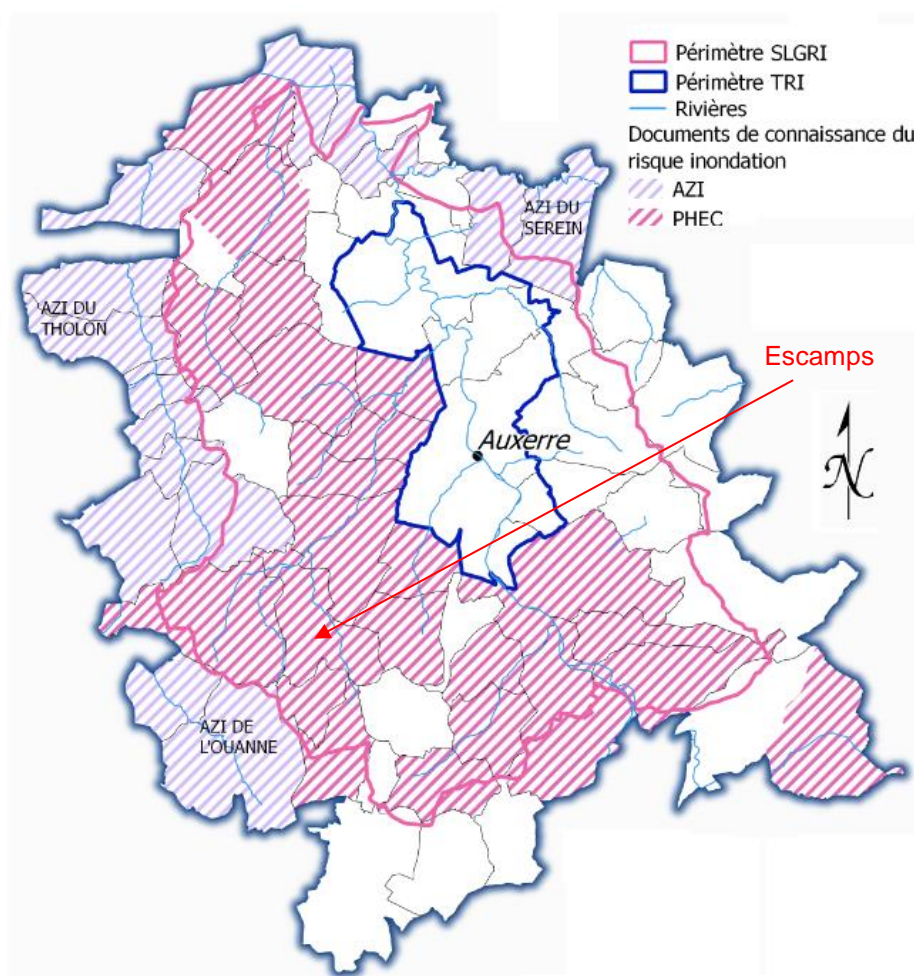 Périmètre SLGRI
Périmètre TRI
Rivières
Documents de connaissance du
risque inondation
AZI
PHEC
AZI DU
SEREIN
AZI DU
THOLON
Escamps
Auxerre
N
AZI DE
L'OUANNE